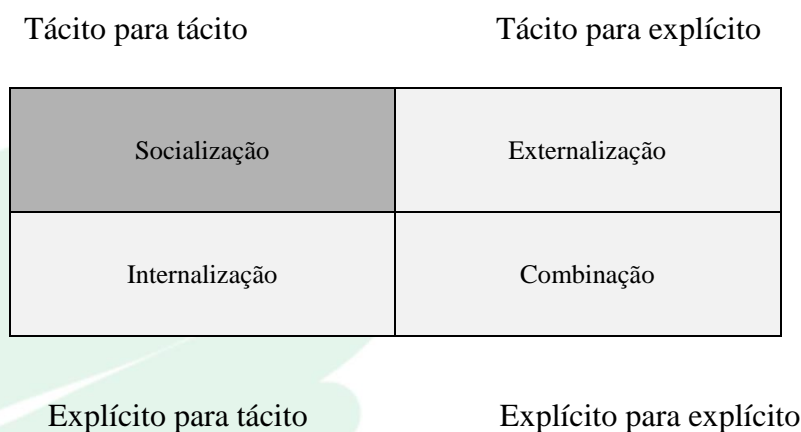 Tácito para tácito
Tácito para explícito
Socialização
Externalização
Internalização
Combinação
Explícito para tácito
Explícito para explícito